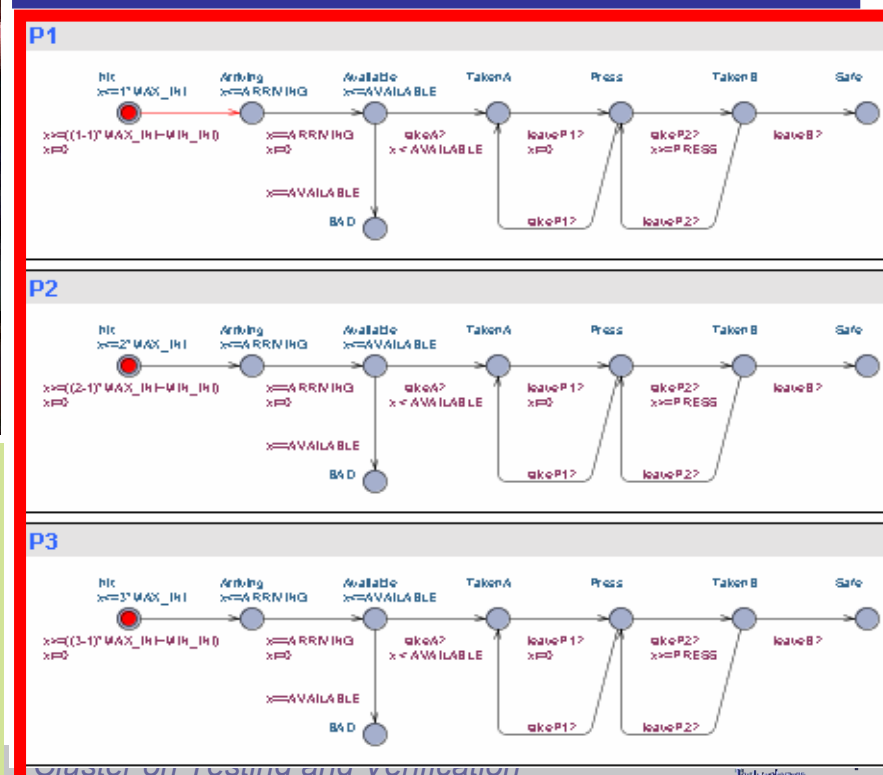 P1
Init Arriving Available TakenA Press TakenB Safe
x<=1*MAX_INI x<=ARRIVING x<=AVAILABLE
x>=((1-1)*MAX_INI+MIN_INI) x==ARRIVING takeA? leaveP1? takeP2? leaveB?
x=0 x=0 x < AVAILABLE x=0 x>=PRESS
x==AVAILABLE
BAD takeP1? leaveP2?
P2
Init Arriving Available TakenA Press TakenB Safe
x<=2*MAX_INI x<=ARRIVING x<=AVAILABLE
x>=((2-1)*MAX_INI+MIN_INI) x==ARRIVING takeA? leaveP1? takeP2? leaveB?
x=0 x=0 x < AVAILABLE x=0 x>=PRESS
x==AVAILABLE
BAD takeP1? leaveP2?
P3
Init Arriving Available TakenA Press TakenB Safe
x<=3*MAX_INI x<=ARRIVING x<=AVAILABLE
x>=((3-1)*MAX_INI+MIN_INI) x==ARRIVING takeA? leaveP1? takeP2? leaveB?
x=0 x=0 x < AVAILABLE x=0 x>=PRESS
x==AVAILABLE
BAD takeP1? leaveP2?
Cluster on Testing and Verification